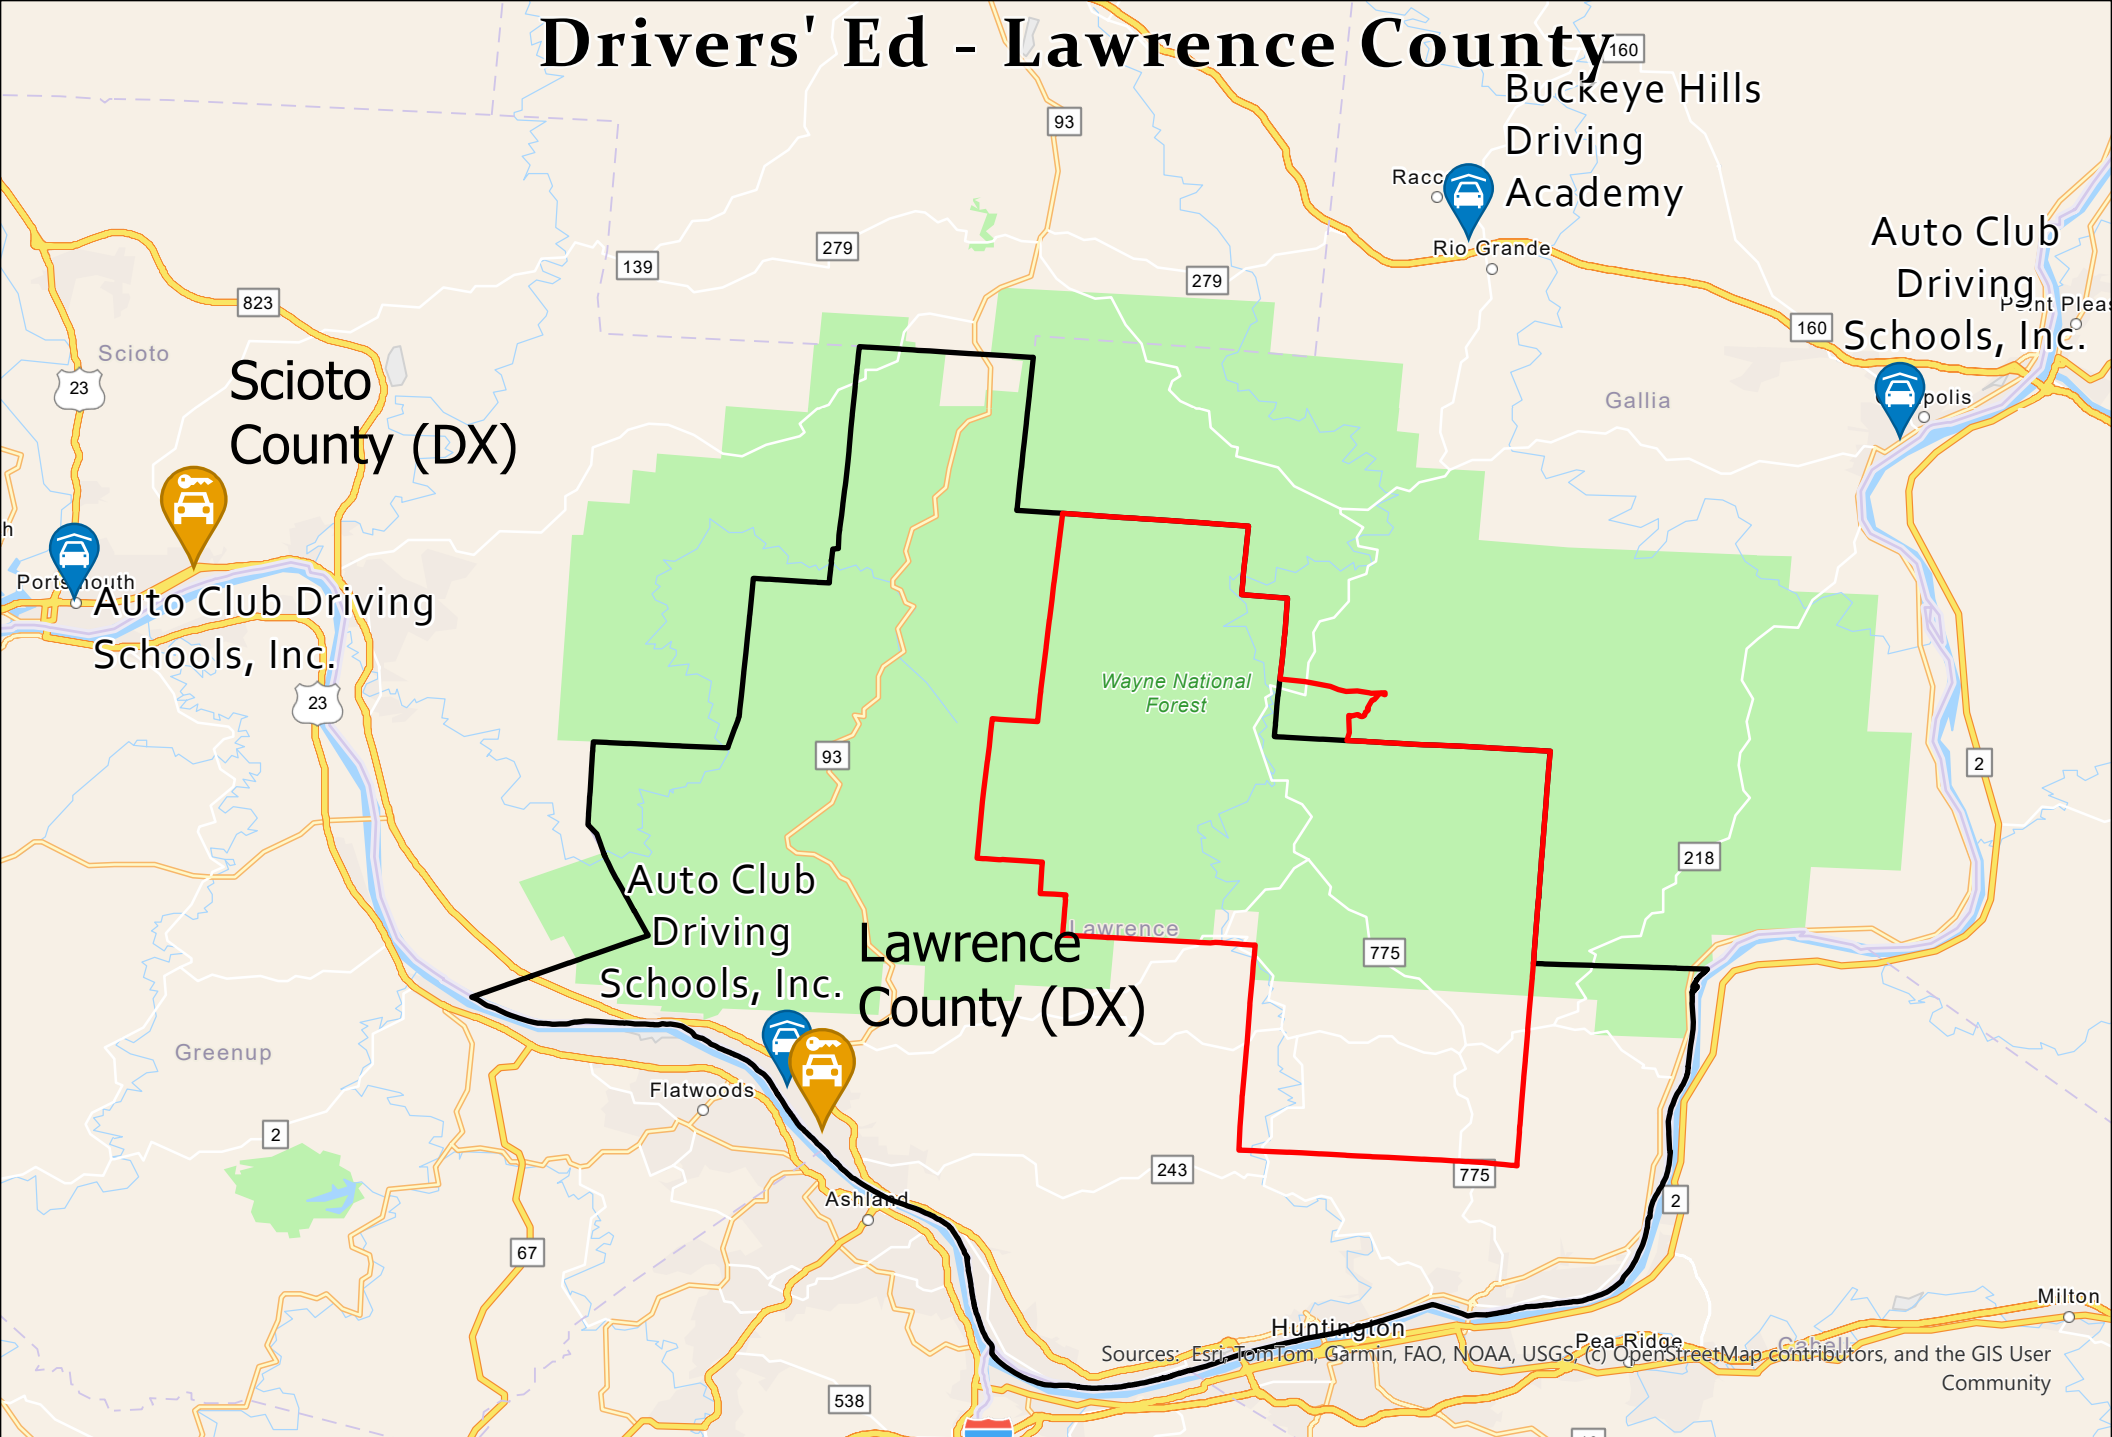 Drivers' Ed - Lawrence County
160
Buckeye Hills
Driving
Academy
93
Rio Grande
Auto Club
Driving
Schools, Inc.
279
139
279
823
160
Scioto
23
Scioto
County (DX)
Gallia
Portsmouth
Auto Club Driving
Schools, Inc.
23
Wayne National
Forest
93
2
218
Auto Club
Driving
Schools, Inc.
Lawrence
Lawrence
County (DX)
775
Greenup
Flatwoods
2
243
775
Ashland
2
67
Milton
Huntington
Pea Ridge
Cabell
Sources: Esri, TomTom, Garmin, FAO, NOAA, USGS, (c) OpenStreetMap contributors, and the GIS User
Community
538